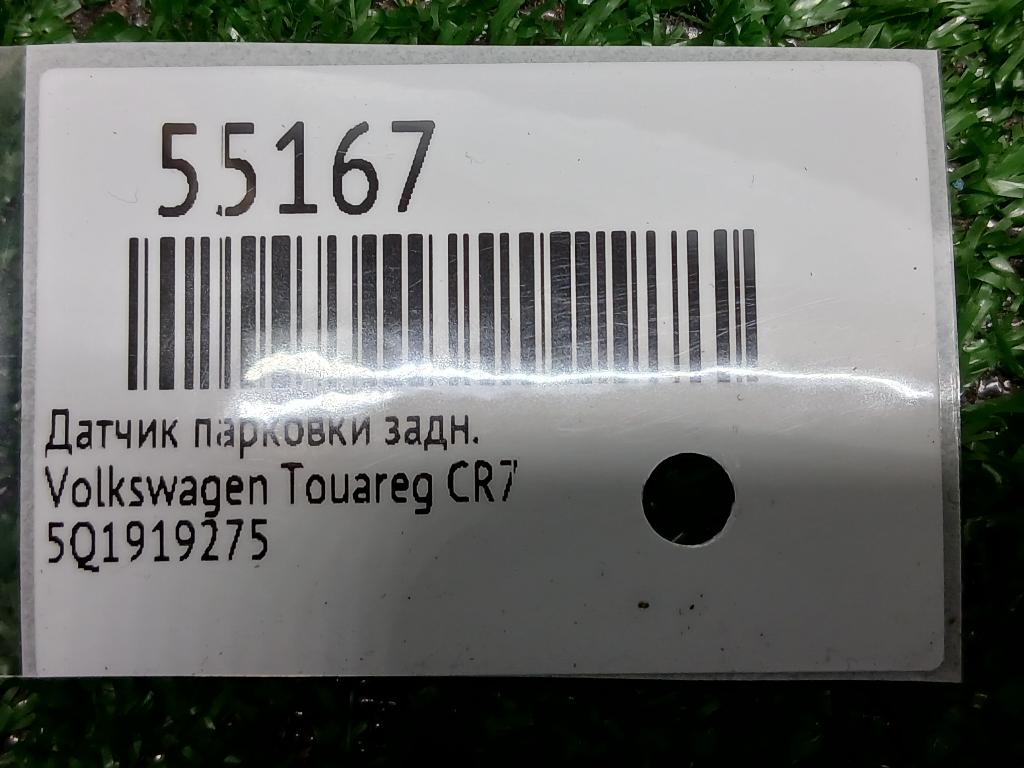 55167
Датчик парковки задн.
Volkswagen Touareg CR7
5Q1919275